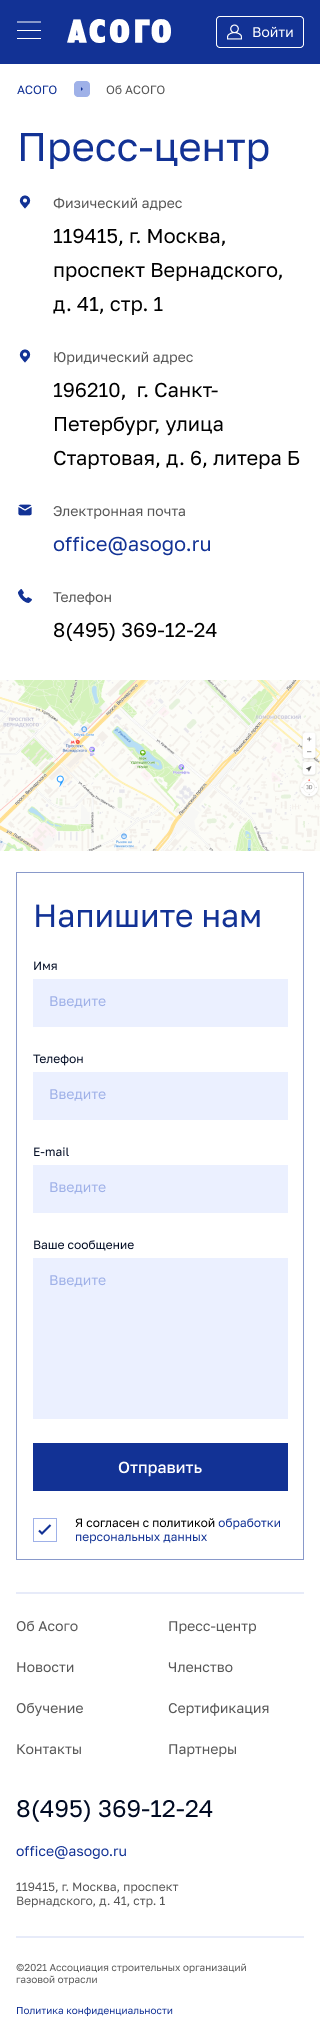 АСОГО
Войти
АСОГО Об АСОГО
Пресс-центр
Физический адрес
119415, г. Москва,
проспект Вернадского,
д. 41, стр. 1
Юридический адрес
196210, г. Санкт-
Петербург, улица
Стартовая, д. 6, литера Б
Электронная почта
office@asogo.ru
Телефон
8(495) 369-12-24
Напишите нам
Имя
Введите
Телефон
Введите
E-mail
Введите
Ваше сообщение
Введите
Отправить
Я согласен с политикой обработки
персональных данных
Об Асого Пресс-центр
Новости Членство
Обучение Сертификация
Контакты Партнеры
8(495) 369-12-24
office@asogo.ru
119415, г. Москва, проспект
Вернадского, д. 41, стр. 1
©2021 Ассоциация строительных организаций
газовой отрасли
Политика конфиденциальности